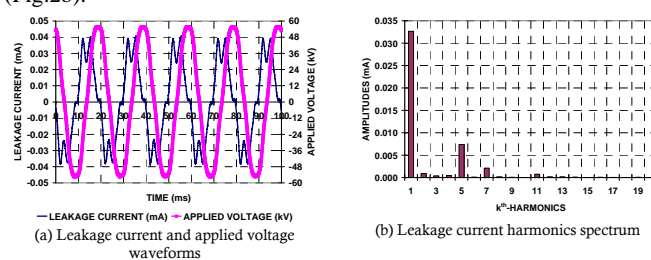 (Fig.2b).
0.05
0.04
0.03
0.02
0.01
0
-0.01
-0.02
-0.03
-0.04
-0.05
LEAKAGE CURRENT (mA)
0 10 20 30 40 50 60 70 80 90 100
60
48
36
24
12
0
-12
-24
-36
-48
-60
APPLIED VOLTAGE (kV)
TIME (ms)
LEAKAGE CURRENT (mA) APPLIED VOLTAGE (kV)
(a) Leakage current and applied voltage
waveforms
0.035
0.030
0.025
0.020
0.015
0.010
0.005
0.000
AMPLITUDES (mA)
1 3 5 7 9 11 13 15 17 19
kth-HARMONICS
(b) Leakage current harmonics spectrum